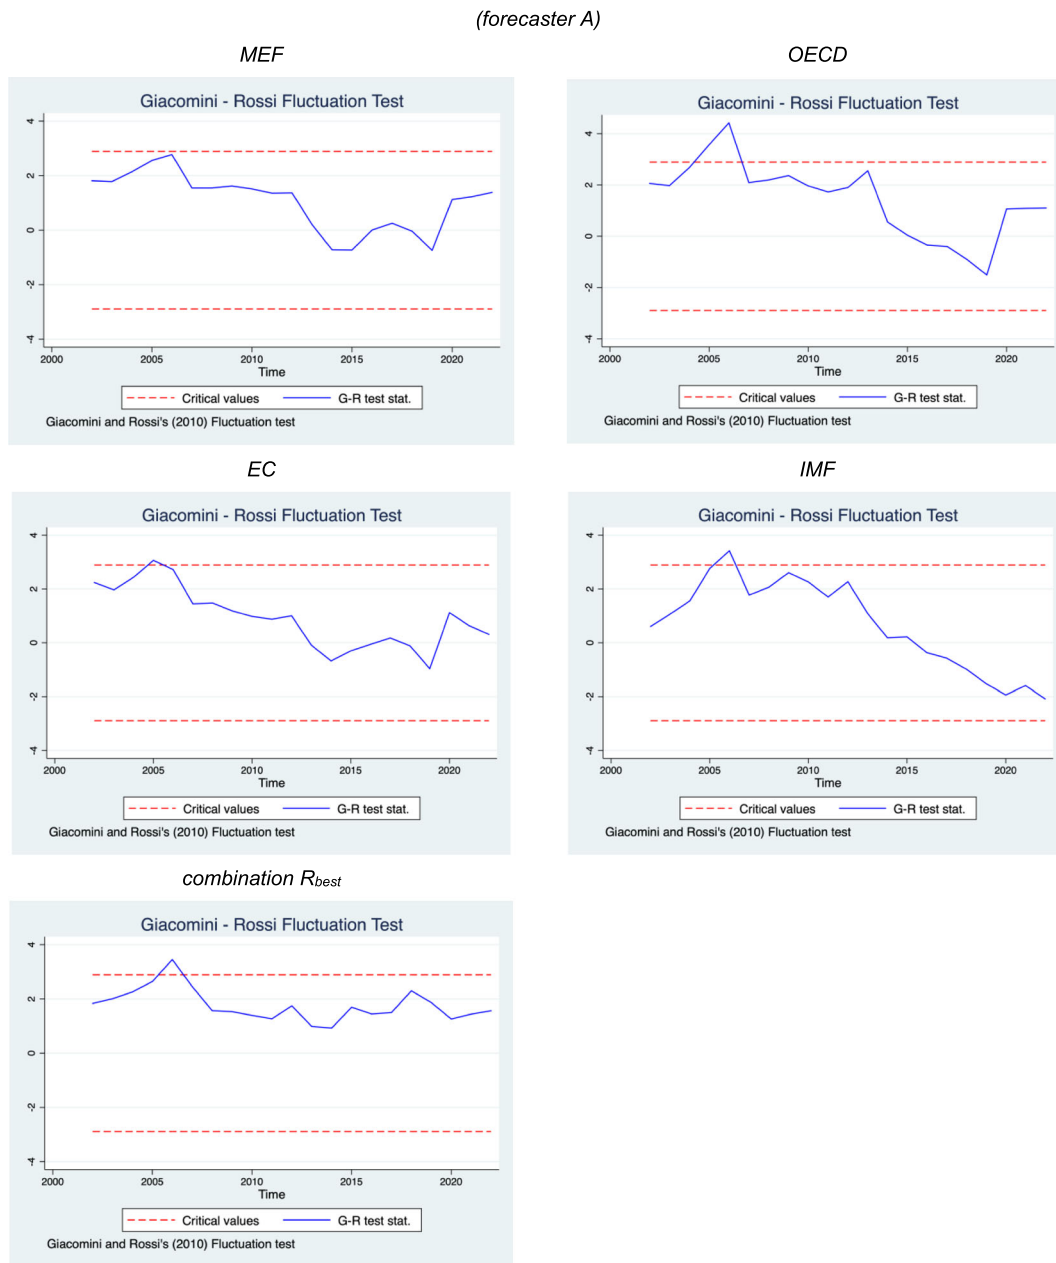 (forecaster A)
MEF
Giacomini - Rossi Fluctuation Test
4
2
0
-2
-4
2000 2005 2010 2015 2020
Time
Critical values G-R test stat.
Giacomini and Rossi's (2010) Fluctuation test
OECD
Giacomini - Rossi Fluctuation Test
4
2
0
-2
-4
2000 2005 2010 2015 2020
Time
Critical values G-R test stat.
Giacomini and Rossi's (2010) Fluctuation test
EC
Giacomini - Rossi Fluctuation Test
4
2
0
-2
-4
2000 2005 2010 2015 2020
Time
Critical values G-R test stat.
Giacomini and Rossi's (2010) Fluctuation test
IMF
Giacomini - Rossi Fluctuation Test
4
2
0
-2
-4
2000 2005 2010 2015 2020
Time
Critical values G-R test stat.
Giacomini and Rossi's (2010) Fluctuation test
combination Rbest
Giacomini - Rossi Fluctuation Test
4
2
0
-2
-4
2000 2005 2010 2015 2020
Time
Critical values G-R test stat.
Giacomini and Rossi's (2010) Fluctuation test